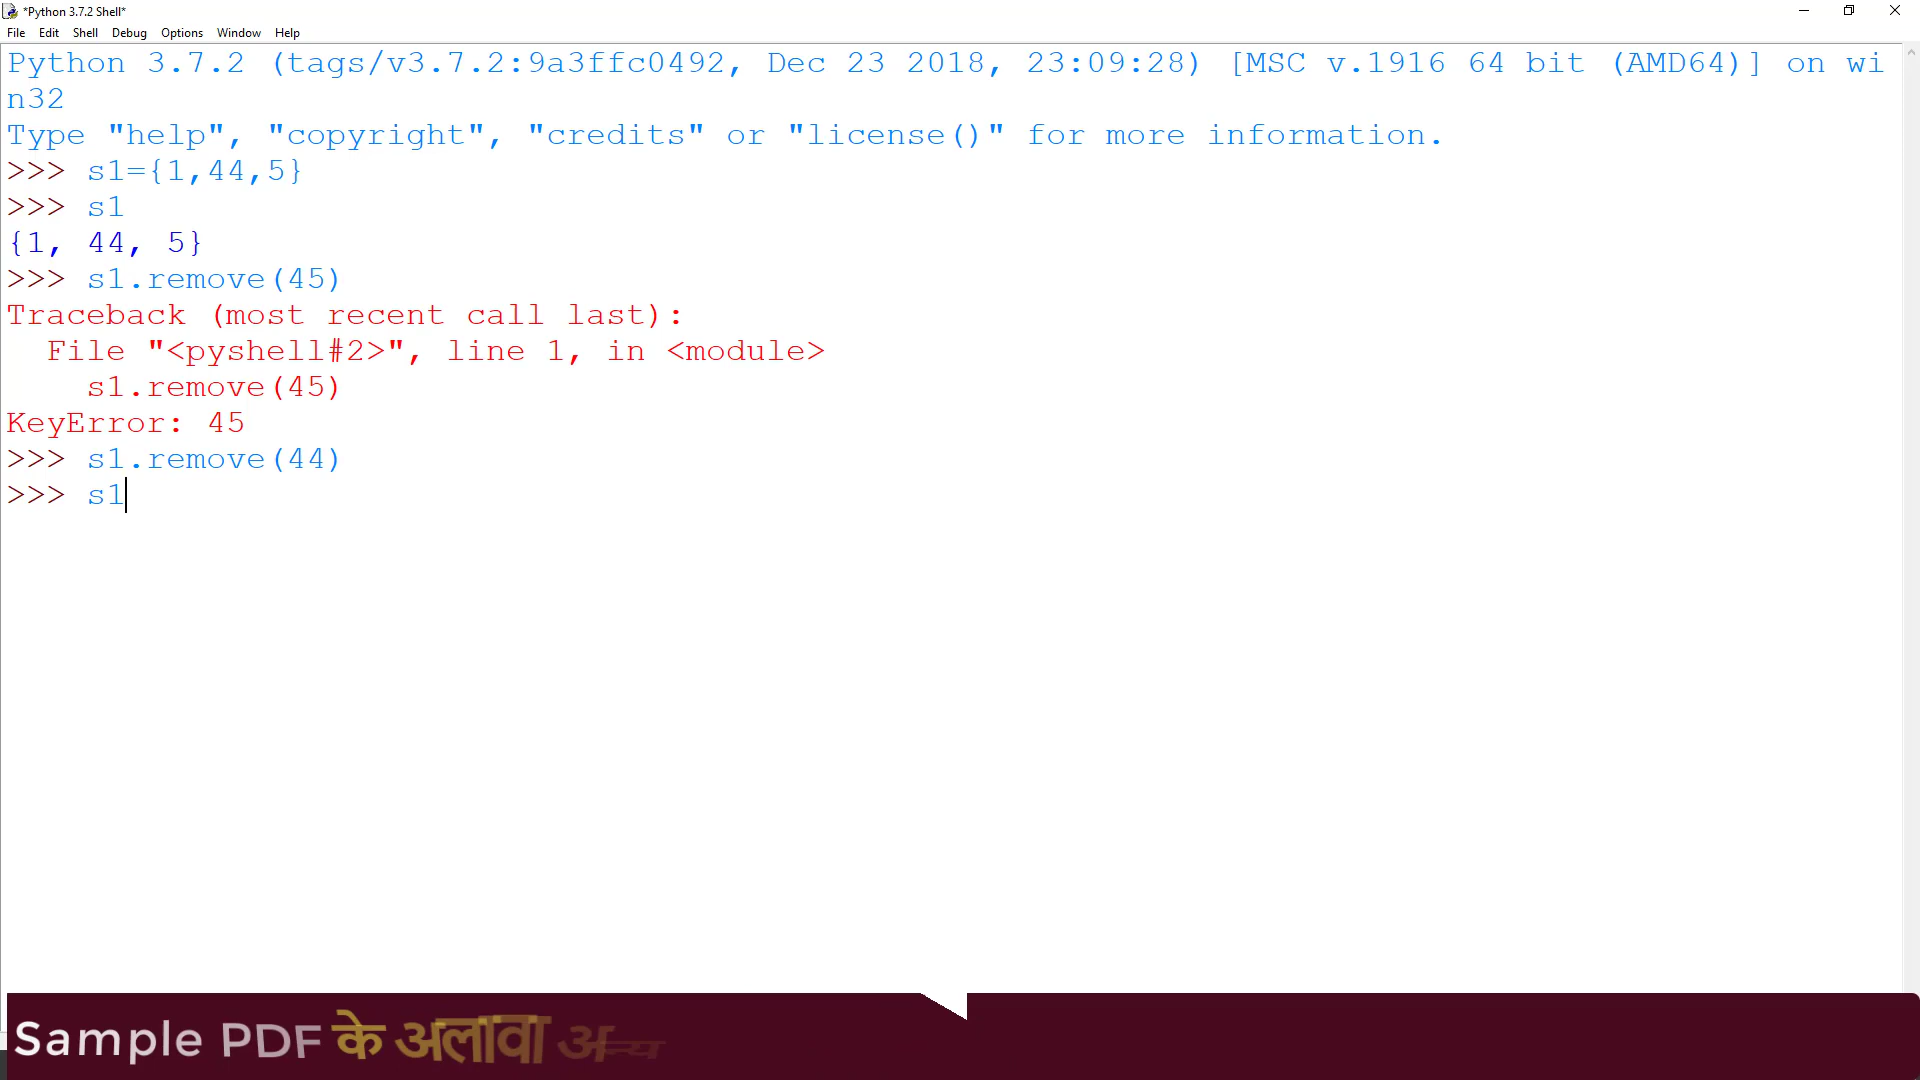 *Python 3.7.2 Shell*
File Edit Shell Debug Options Window Help
Python 3.7.2 (tags/v3.7.2:9a3ffc0492, Dec 23 2018, 23:09:28) [MSC v.1916 64 bit (AMD64)] on wi
n32
Type "help", "copyright", "credits" or "license()" for more information.
>>> s1={1,44,5}
>>> s1
{1, 44, 5}
>>> s1.remove(45)
Traceback (most recent call last):
  File "<pyshell#2>", line 1, in <module>
    s1.remove(45)
KeyError: 45
>>> s1.remove(44)
>>> s1
Sample PDF के अलावा अन्य